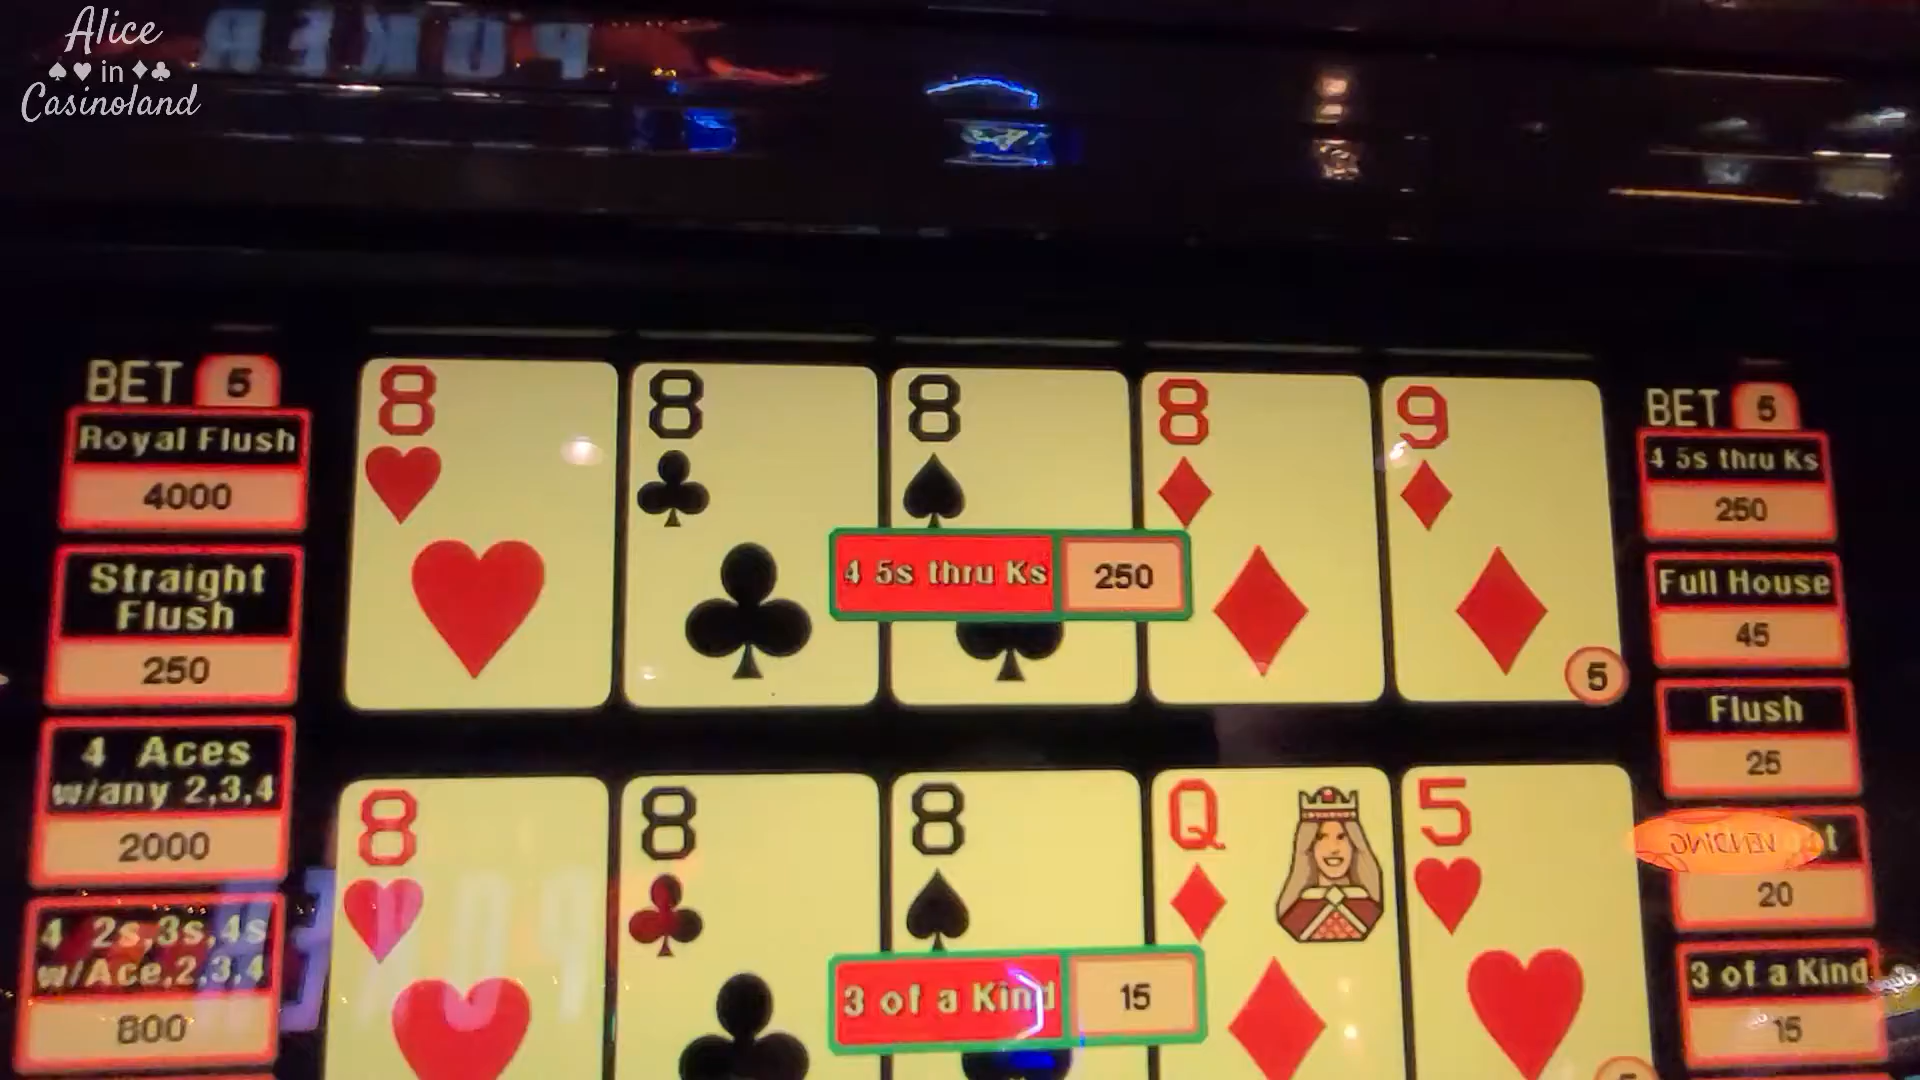 Alice
in
Casinoland
POKER
BET 5
Royal Flush
4000
Straight
Flush
250
4 Aces
w/any 2,3,4
2000
4 2s,3s,4s
w/Ace,2,3,4
800
8
8
8
8
9
4 5s thru Ks 250
5
8
8
8
Q
5
3 of a Kind 15
BET 5
4 5s thru Ks
250
Full House
45
Flush
25
VENDING
20
3 of a Kind
15